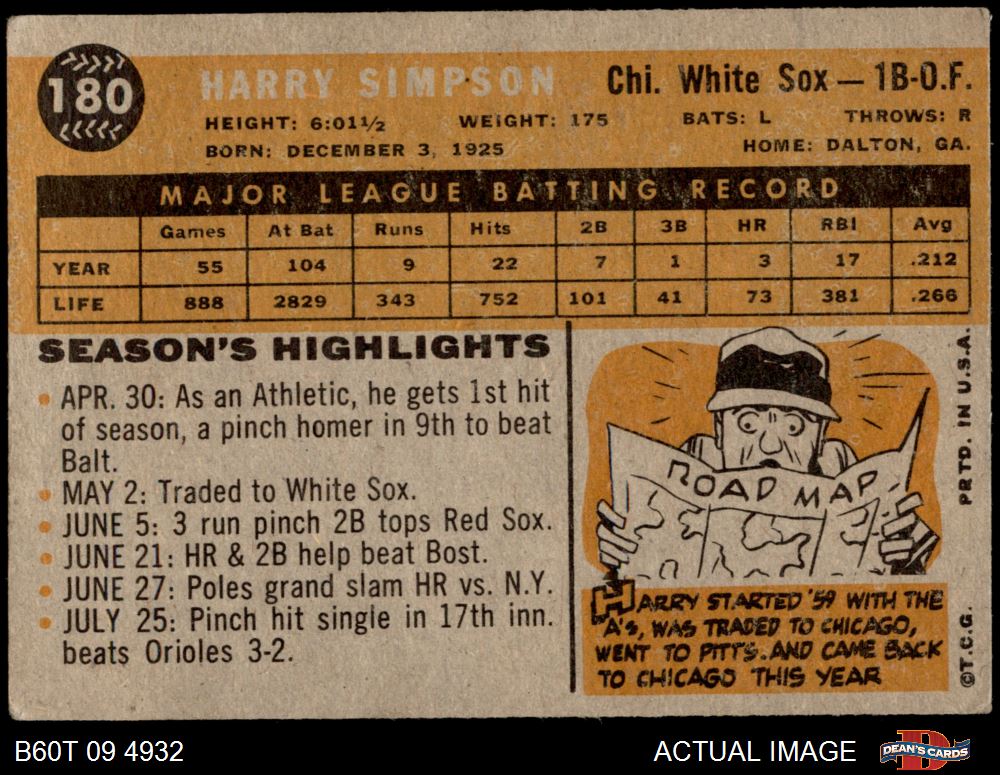 180
HARRY SIMPSON
Chi. White Sox — 1B-O.F.
HEIGHT: 6:01½ WEIGHT: 175 BATS: L THROWS: R
BORN: DECEMBER 3, 1925 HOME: DALTON, GA.
MAJOR LEAGUE BATTING RECORD
Games At Bat Runs Hits 2B 3B HR RBI Avg
YEAR 55 104 9 22 7 1 3 17 .212
LIFE 888 2829 343 752 101 41 73 381 .266
SEASON'S HIGHLIGHTS
• APR. 30: As an Athletic, he gets 1st hit
of season, a pinch homer in 9th to beat
Balt.
• MAY 2: Traded to White Sox.
• JUNE 5: 3 run pinch 2B tops Red Sox.
• JUNE 21: HR & 2B help beat Bost.
• JUNE 27: Poles grand slam HR vs. N.Y.
• JULY 25: Pinch hit single in 17th inn.
beats Orioles 3-2.
ROAD MAP
HARRY STARTED '59 WITH THE
A'S, WAS TRADED TO CHICAGO,
WENT TO PITTS. AND CAME BACK
TO CHICAGO THIS YEAR
©T.C.G. PRTD. IN U.S.A.
B60T 09 4932
ACTUAL IMAGE
DEAN'S CARDS